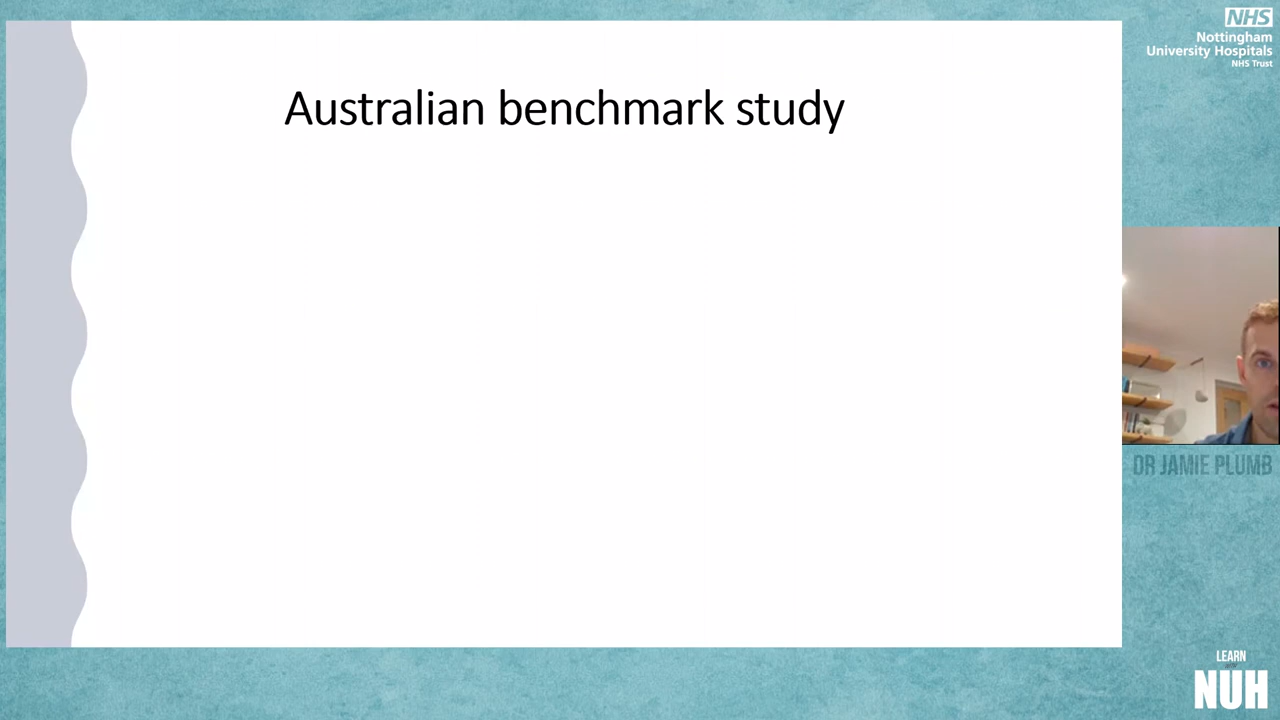 Australian benchmark study
NHS
Nottingham
University Hospitals
NHS Trust
DR JAMIE PLUMB
LEARN
NUH